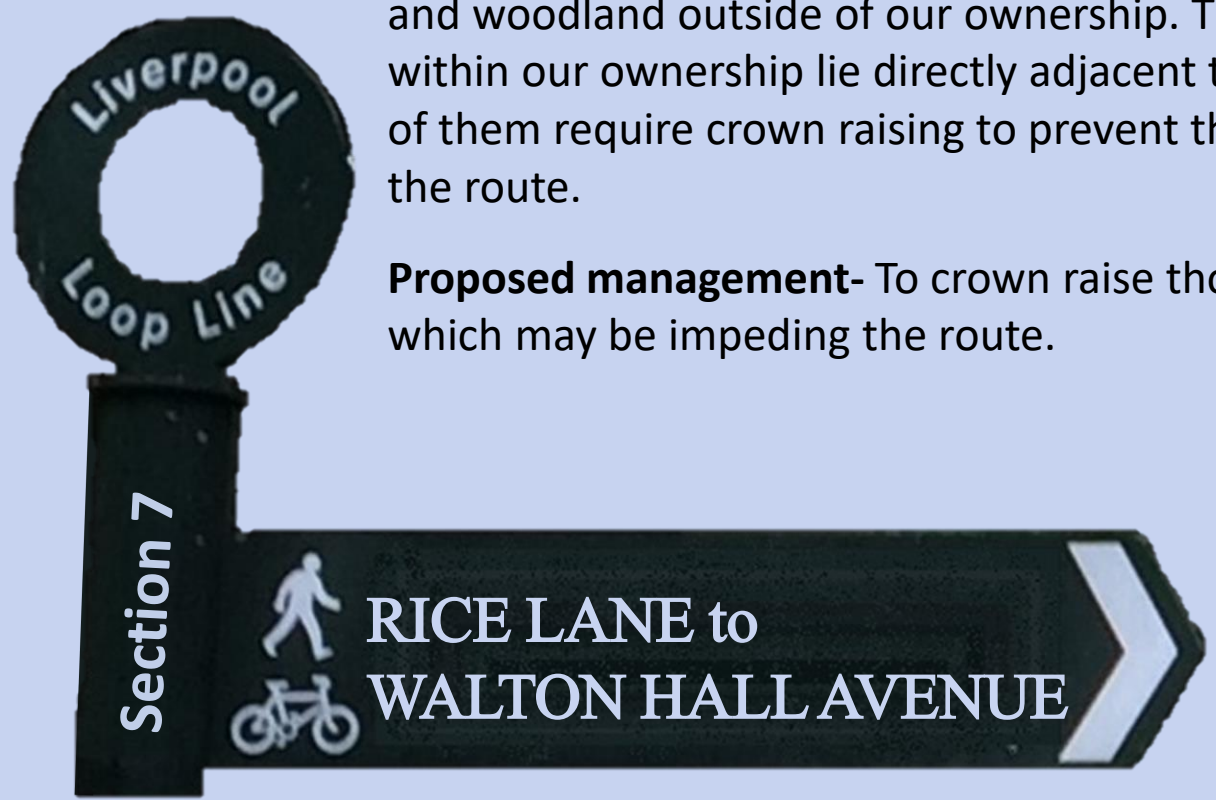 and woodland outside of our ownership.
within our ownership lie directly adjacent
of them require crown raising to prevent
the route.
Proposed management- To crown raise
which may be impeding the route.
Liverpool
Loop Line
Section 7
RICE LANE to
WALTON HALL AVENUE